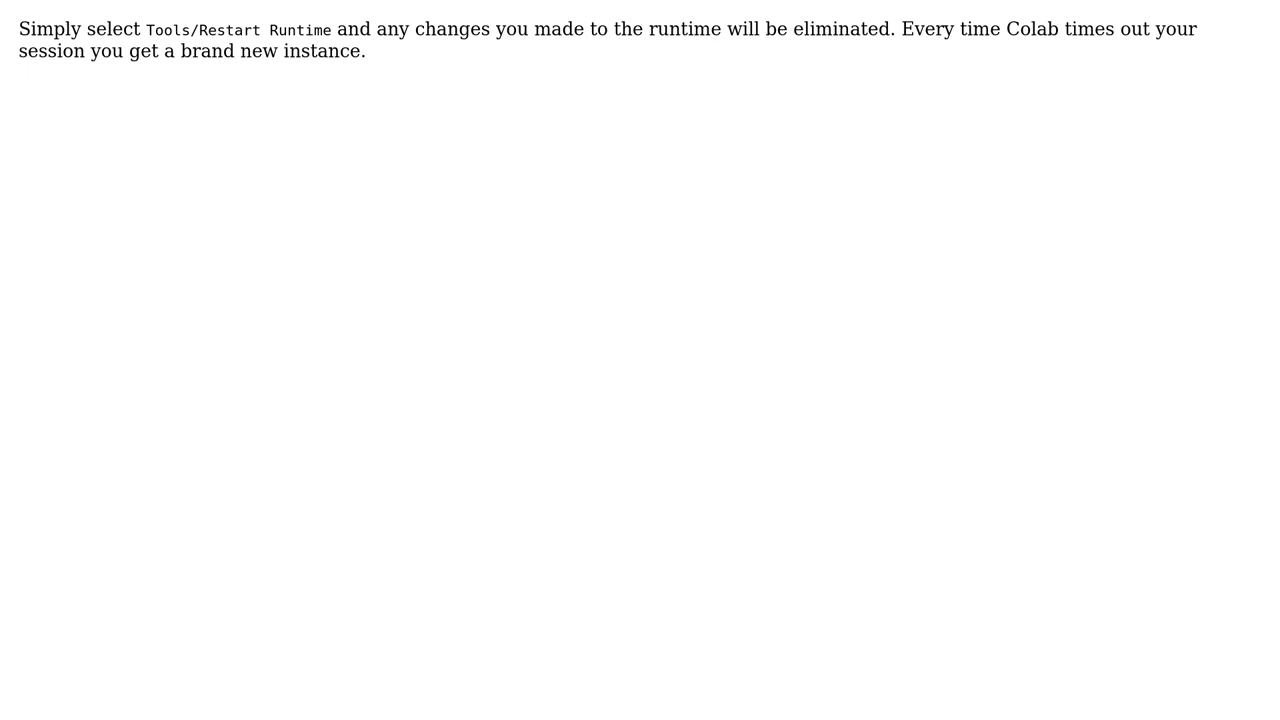 Simply select Tools/Restart Runtime and any changes you made to the runtime will be eliminated. Every time Colab times out your
session you get a brand new instance.